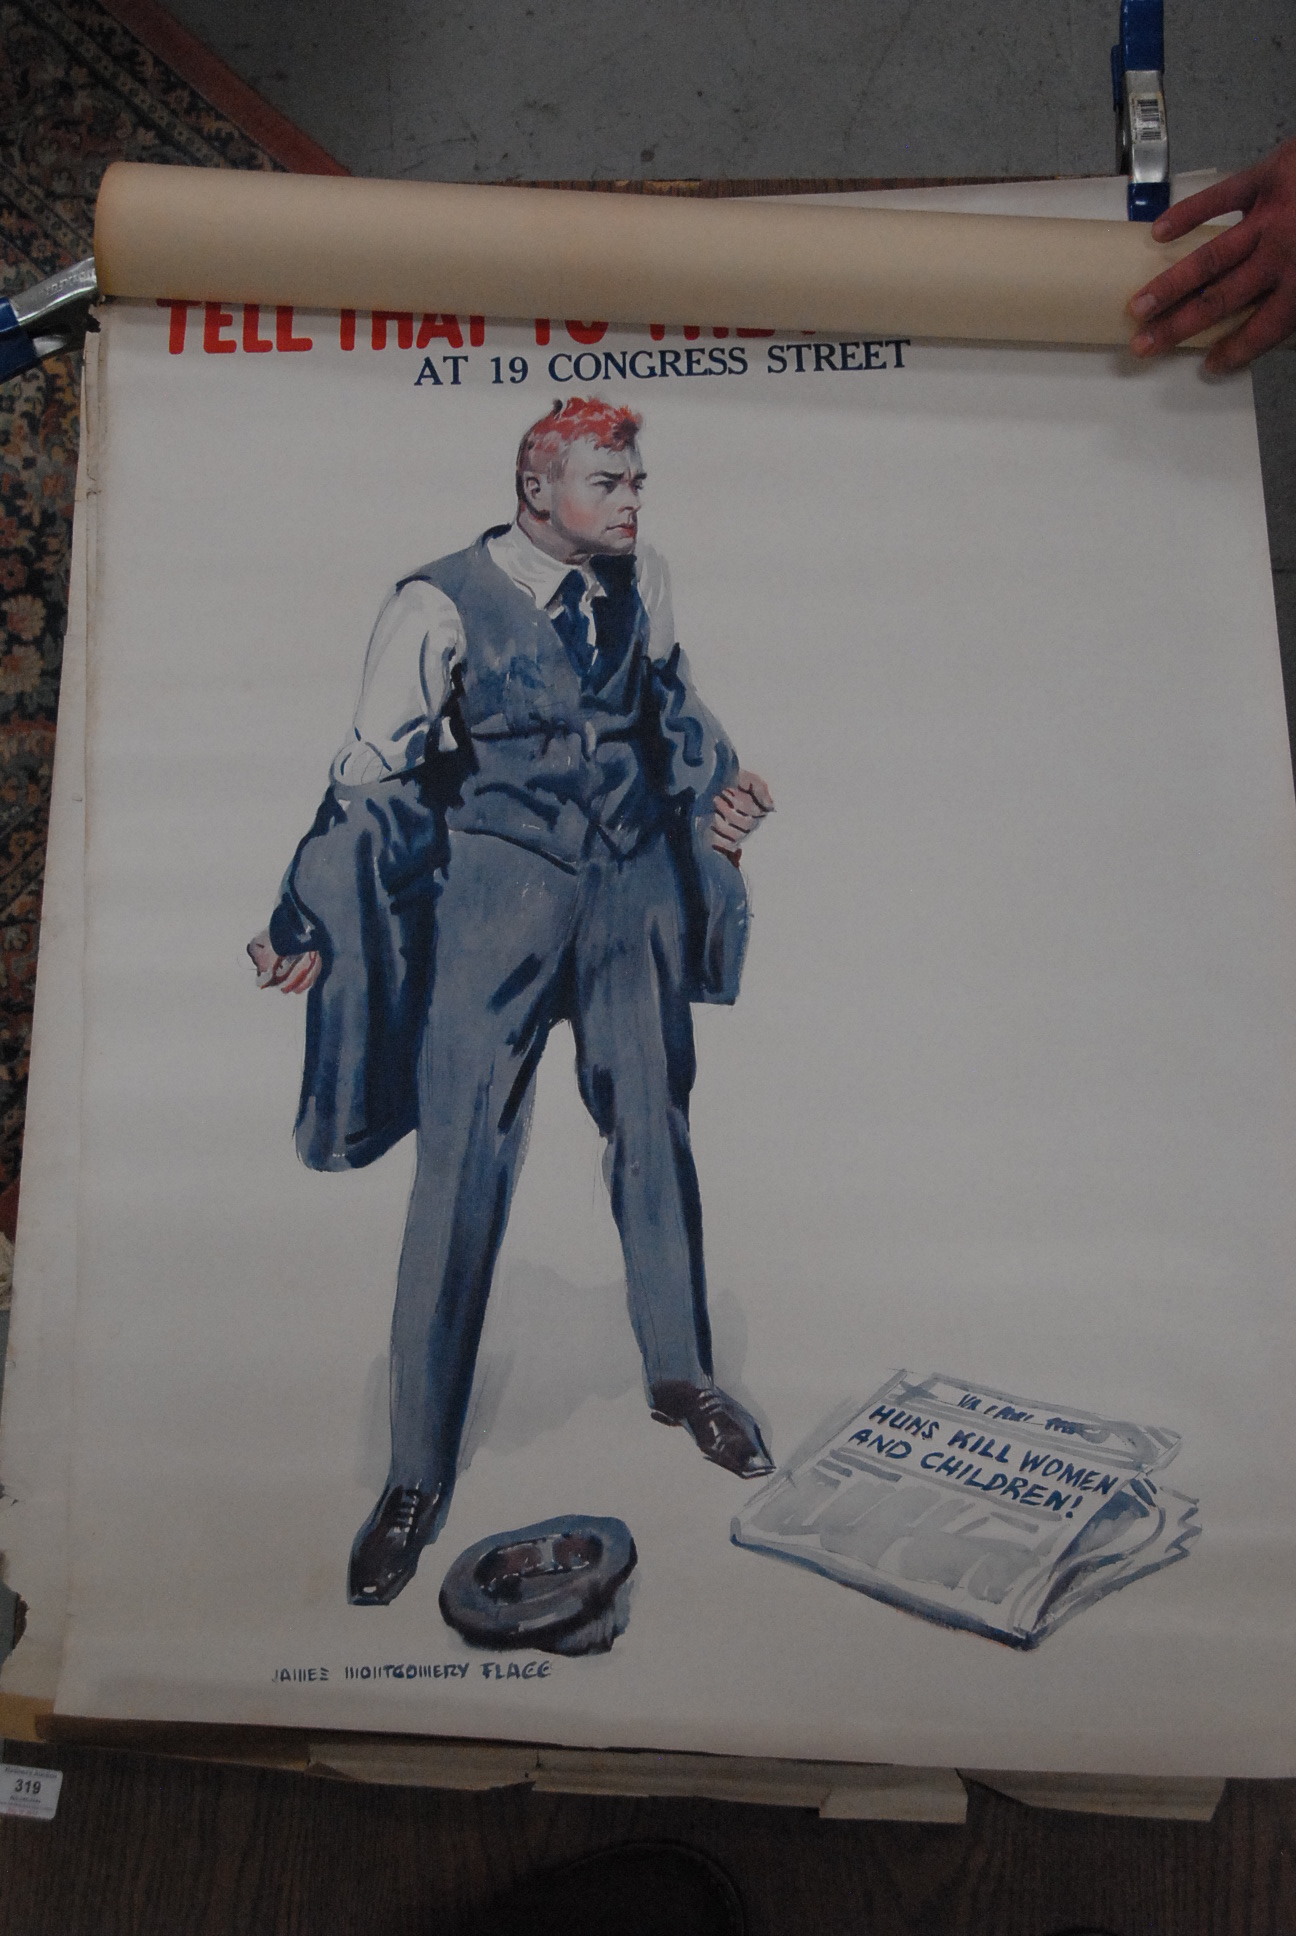 TELL THAT TO THE
AT 19 CONGRESS STREET
HUNS KILL WOMEN
AND CHILDREN!
JAMES MONTGOMERY FLAGG
319